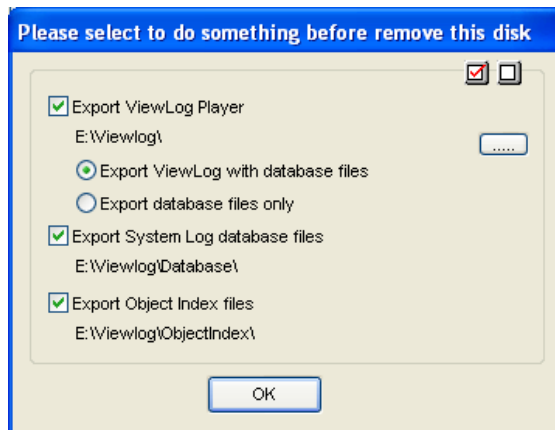 Please select to do something before remove this disk
Export ViewLog Player
E:\Viewlog\
.....
Export ViewLog with database files
Export database files only
Export System Log database files
E:\Viewlog\Database\
Export Object Index files
E:\Viewlog\ObjectIndex\
OK